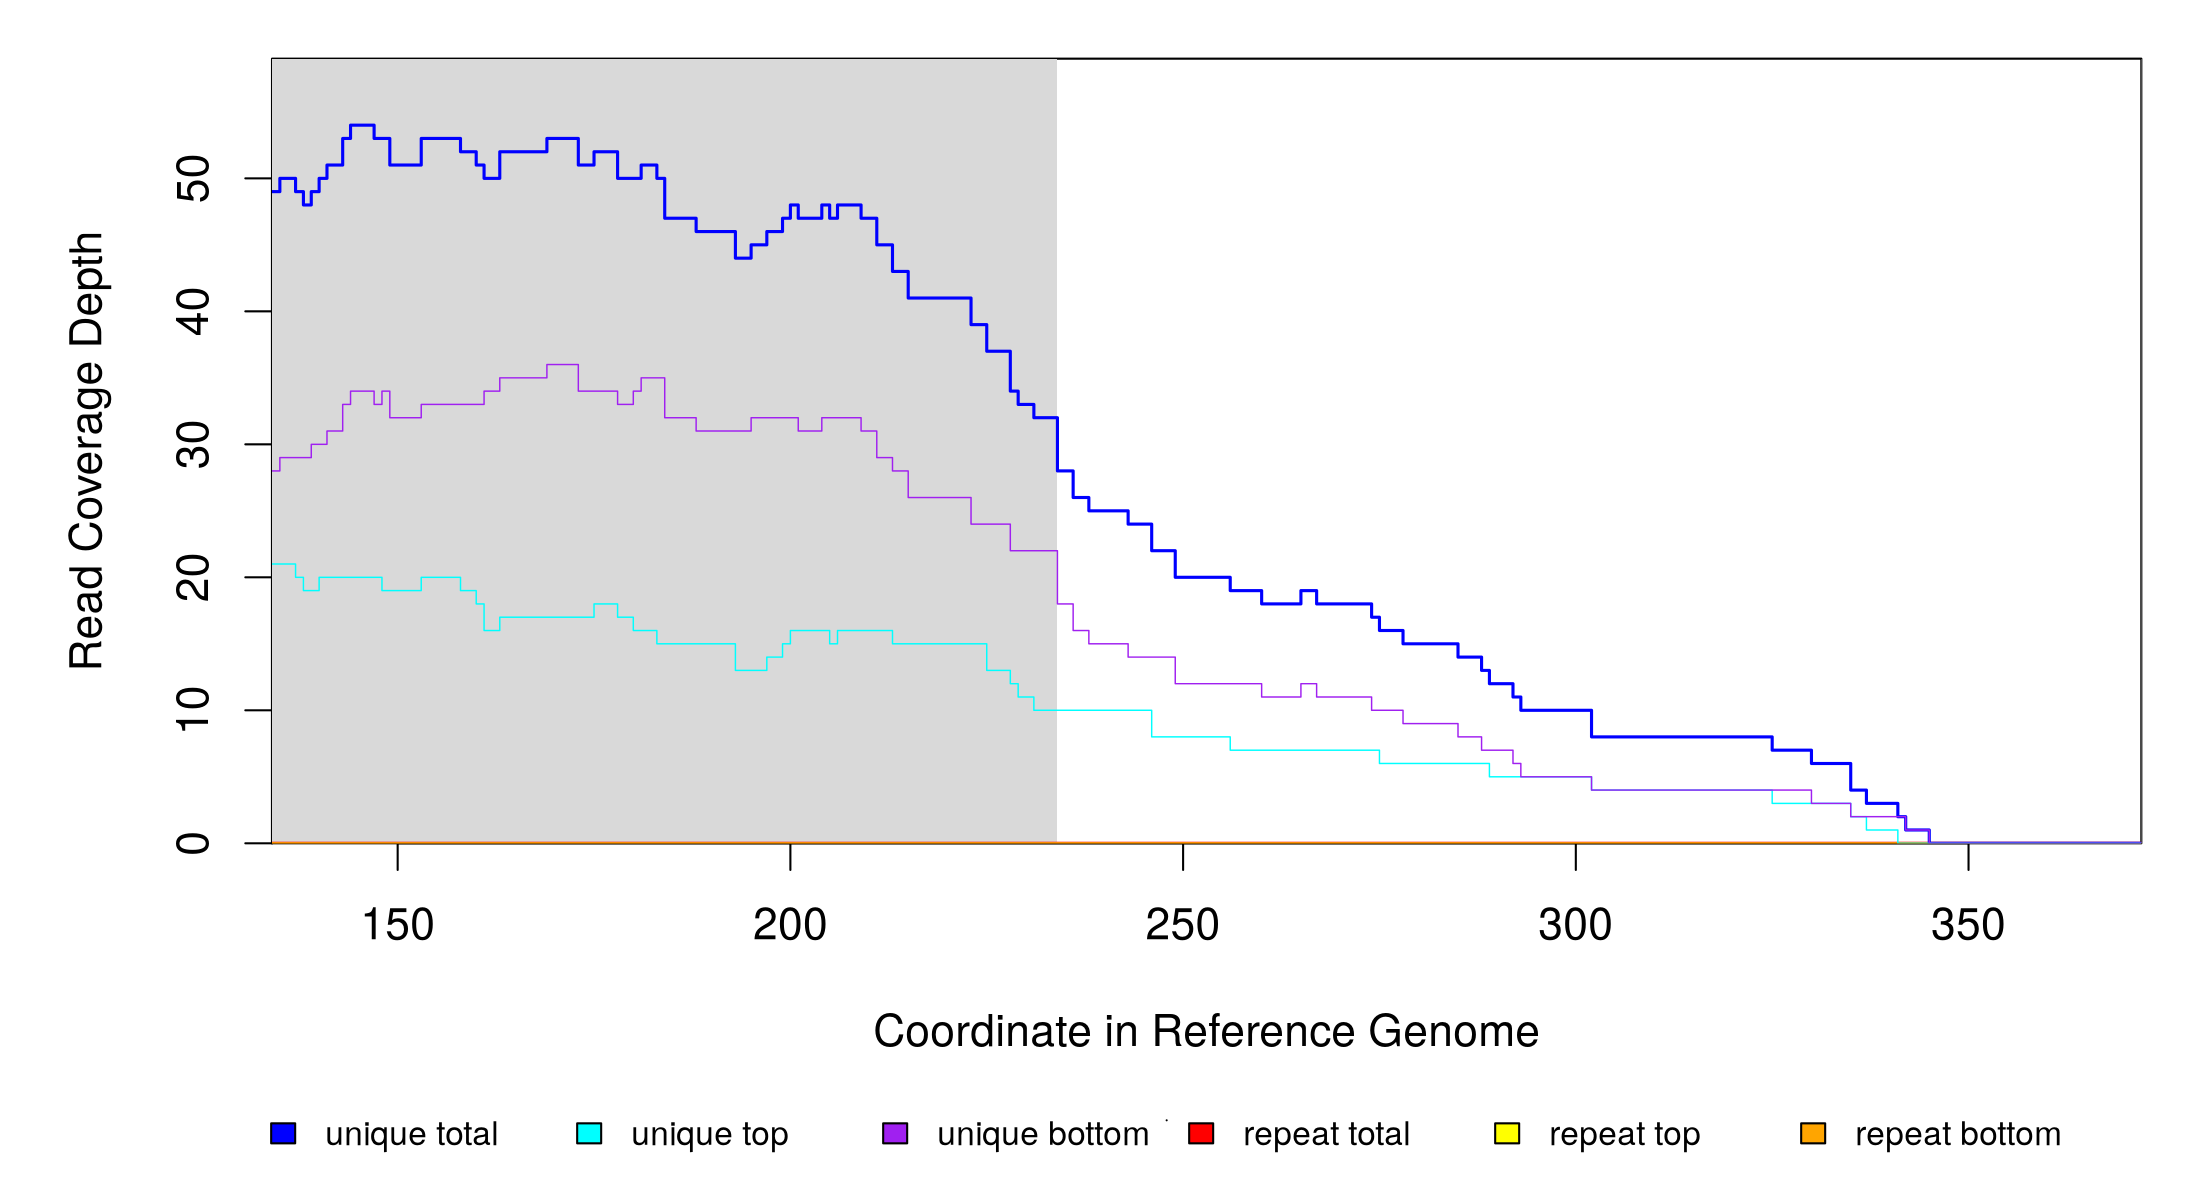 Read Coverage Depth
50
40
30
20
10
0
150 200 250 300 350
Coordinate in Reference Genome
unique total unique top unique bottom repeat total repeat top repeat bottom